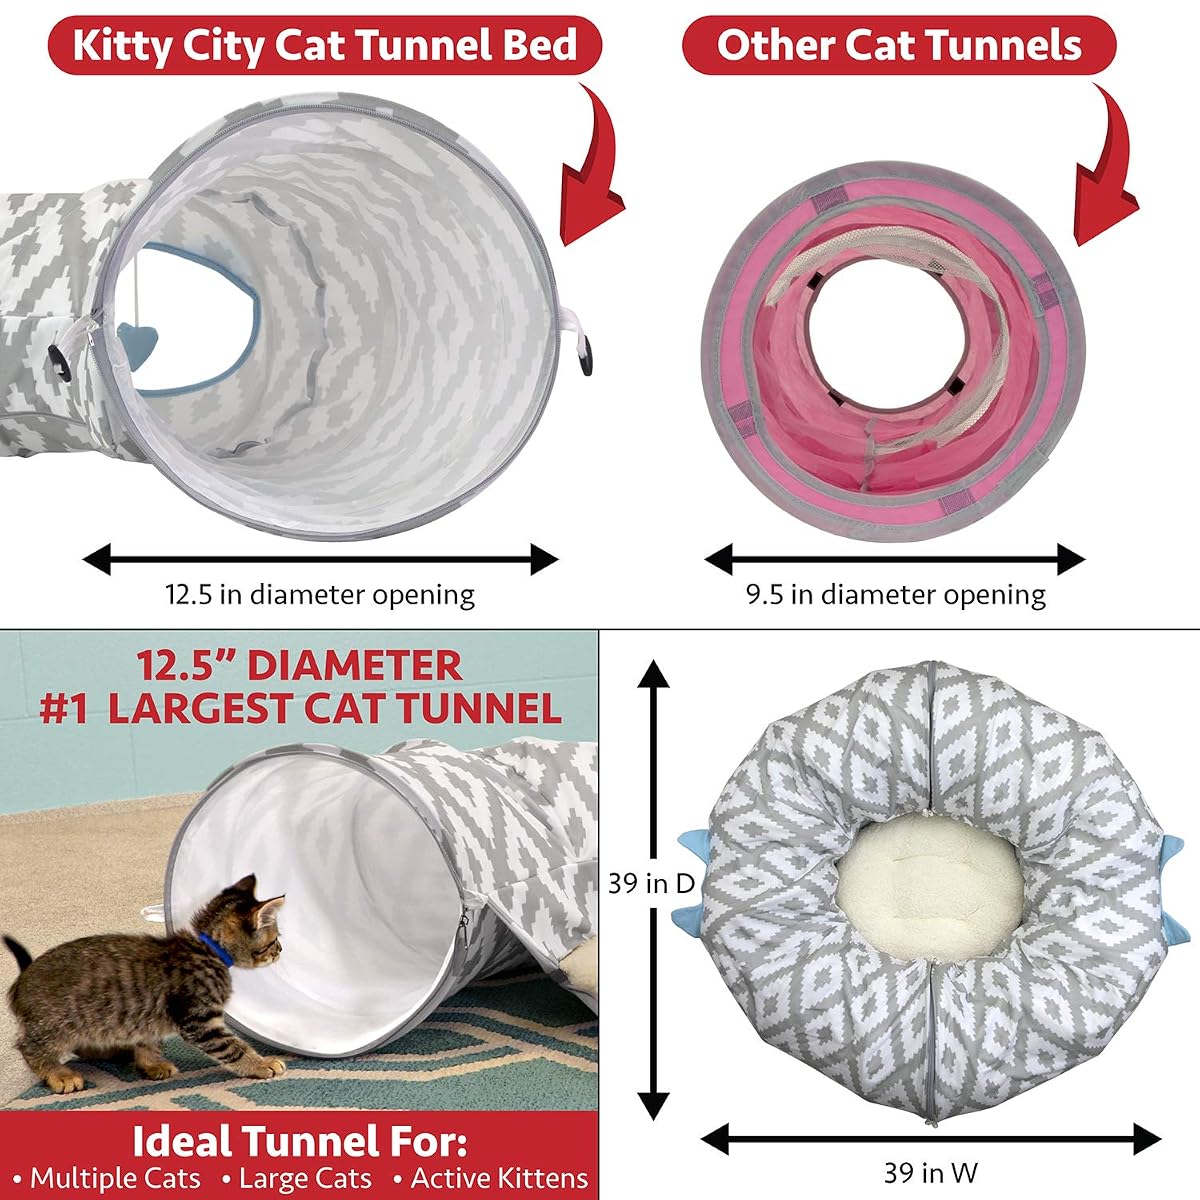 Kitty City Cat Tunnel Bed
Other Cat Tunnels
12.5 in diameter opening
9.5 in diameter opening
12.5” DIAMETER
#1 LARGEST CAT TUNNEL
39 in D
39 in W
Ideal Tunnel For:
• Multiple Cats • Large Cats • Active Kittens